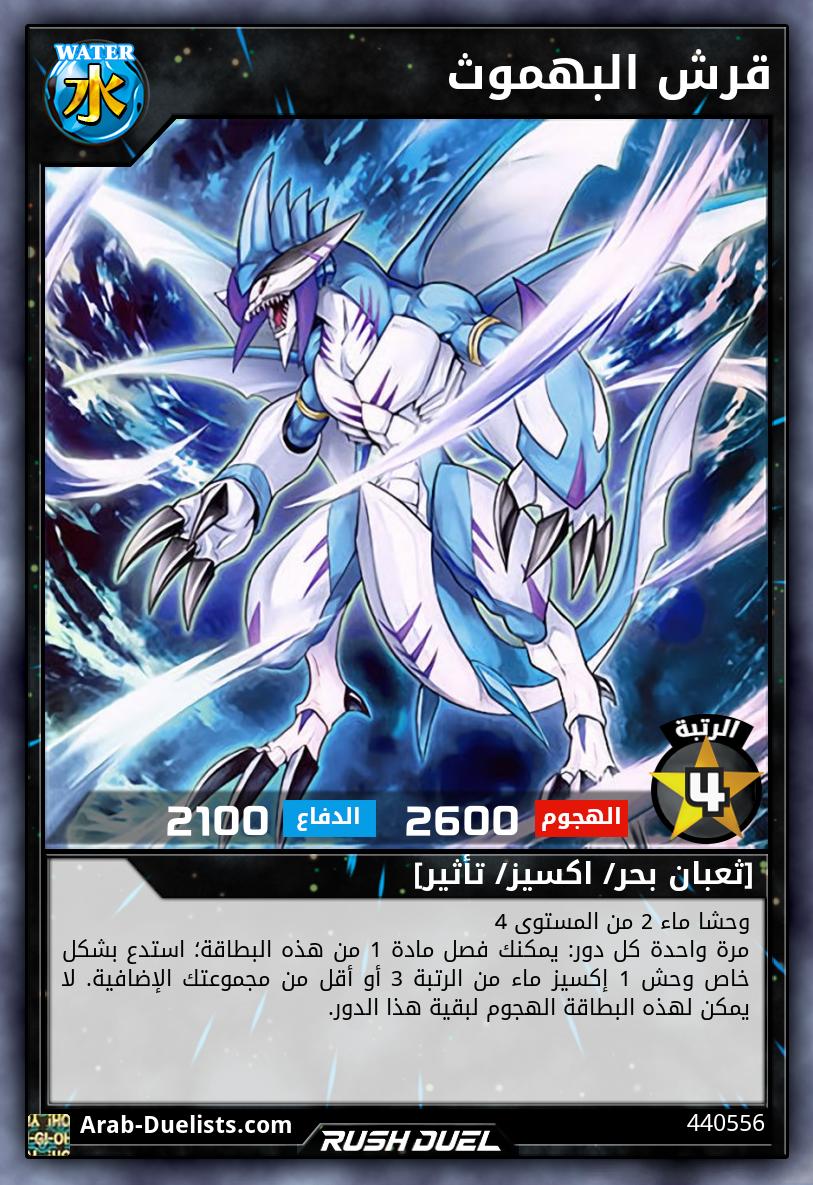 WATER
水
قرش البهموث
الرتبة
4
الهجوم 2600 الدفاع 2100
[ثعبان بحر/ اكسيز/ تأثير]
وحشا ماء 2 من المستوى 4
مرة واحدة كل دور: يمكنك فصل مادة 1 من هذه البطاقة؛ استدع بشكل
خاص وحش 1 إكسيز ماء من الرتبة 3 أو أقل من مجموعتك الإضافية. لا
يمكن لهذه البطاقة الهجوم لبقية هذا الدور.
Arab-Duelists.com
RUSH DUEL
440556